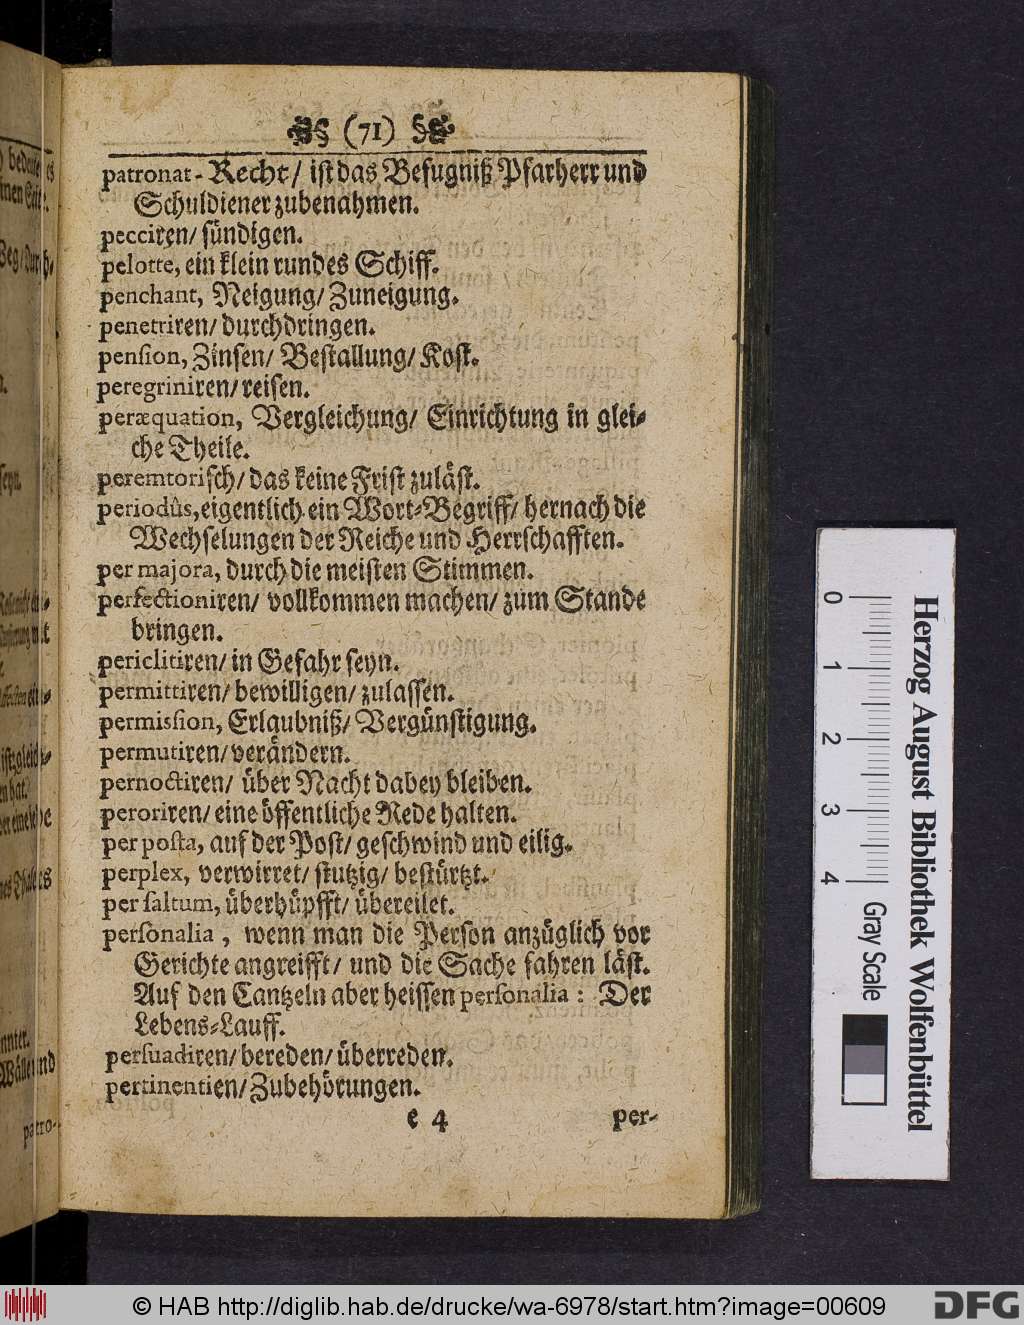 (71)
patronat-Recht/ ist das Befugniß Pfarherr und
Schuldiener zubenahmen.
pecciren/ sündigen.
pelotte, ein klein rundes Schiff.
penchant, Neigung/ Zuneigung.
penetriren/ durchdringen.
pension, Zinsen/ Bestallung/ Kost.
peregriniren/ reisen.
peræquation, Vergleichung/ Einrichtung in glei-
che Theile.
peremtorisch/ das keine Frist zuläst.
periodûs, eigentlich ein Wort-Begriff/ hernach die
Wechselungen der Reiche und Herrschafften.
per majora, durch die meisten Stimmen.
perfectioniren/ vollkommen machen/ zum Stande
bringen.
periclitiren/ in Gefahr seyn.
permittiren/ bewilligen/ zulassen.
permission, Erlaubniß/ Vergünstigung.
permutiren/ verändern.
pernoctiren/ über Nacht dabey bleiben.
peroriren/ eine öffentliche Rede halten.
per posta, auf der Post/ geschwind und eilig.
perplex, verwirret/ stutzig/ bestürtzt.
per saltum, überhüpfft/ übereilet.
personalia, wenn man die Person anzüglich vor
Gerichte angreifft/ und die Sache fahren läst.
Auf den Cantzeln aber heissen personalia: Der
Lebens-Lauff.
persuadiren/ bereden/ überreden.
pertinentien/ Zubehörungen.
e 4 per-
0 1 2 3 4 Gray Scale
Herzog August Bibliothek Wolfenbüttel
© HAB http://diglib.hab.de/drucke/wa-6978/start.htm?image=00609
DFG